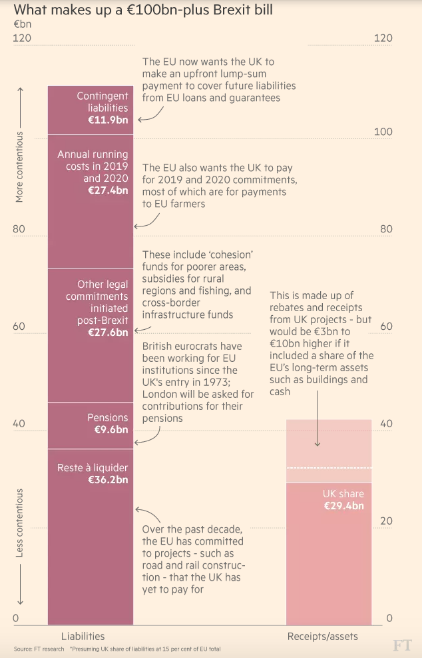 What makes up a €100bn-plus Brexit bill
€bn
120
120
The EU now wants the UK to
make an upfront lump-sum
payment to cover future liabilities
from EU loans and guarantees
Contingent
liabilities
€11.9bn
More contentious
100
Annual running
costs in 2019
and 2020
€27.4bn
The EU also wants the UK to pay
for 2019 and 2020 commitments,
most of which are for payments
to EU farmers
80
80
These include ‘cohesion’
funds for poorer areas,
subsidies for rural
regions and fishing, and
cross-border
infrastructure funds
Other legal
commitments
initiated
post-Brexit
€27.6bn
This is made up of
rebates and receipts
from UK projects - but
would be €3bn to
€10bn higher if it
included a share of the
EU's long-term assets
such as buildings and
cash
60
60
British eurocrats have
been working for EU
institutions since the
UK's entry in 1973;
London will be asked for
contributions for their
pensions
Pensions
€9.6bn
40
40
Reste à liquider
€36.2bn
UK share
€29.4bn
Less contentious
Over the past decade,
the EU has committed
to projects - such as
road and rail construc-
tion - that the UK has
yet to pay for
20
20
0
0
Liabilities
Receipts/assets
Source: FT research *Presuming UK share of liabilities at 15 per cent of EU total
FT